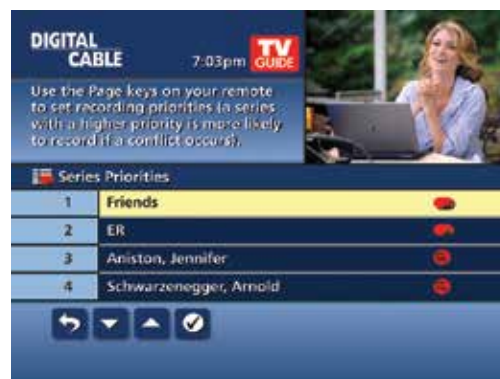 DIGITAL
CABLE
7:03pm
TV
GUIDE
Use the Page keys on your remote
to set recording priorities (a series
with a higher priority is more likely
to record if a conflict occurs).
Series Priorities
1 Friends
2 ER
3 Aniston, Jennifer
4 Schwarzenegger, Arnold